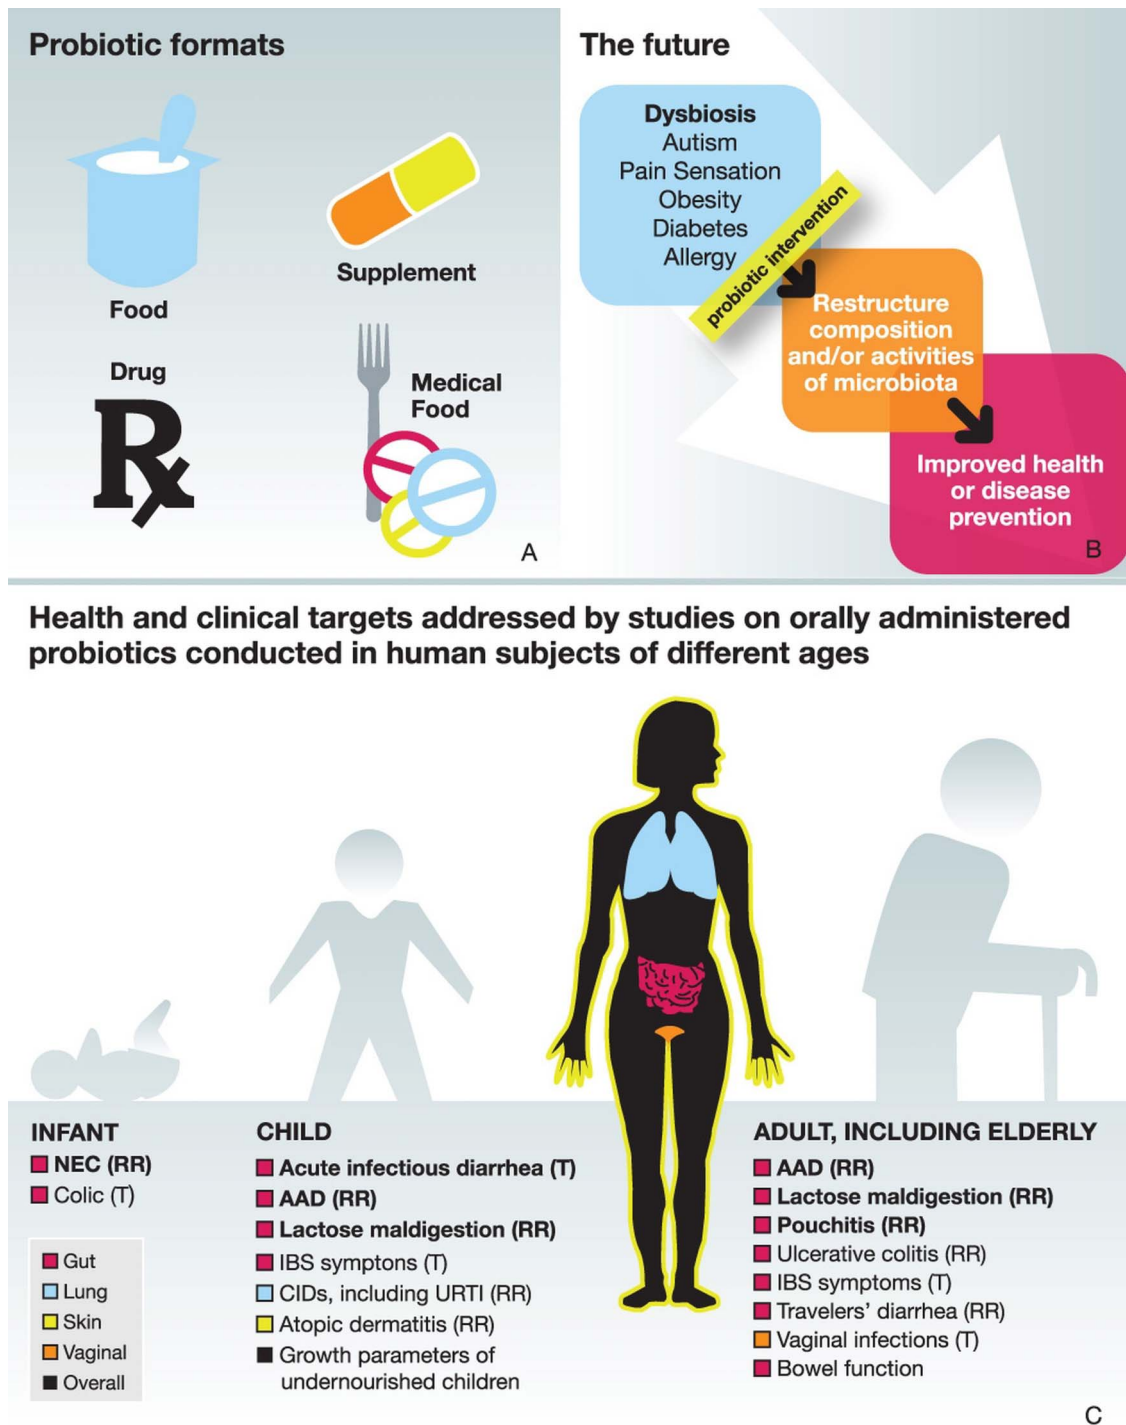 Probiotic formats
Food
Supplement
Drug
Rx
Medical
Food
A
The future
Dysbiosis
Autism
Pain Sensation
Obesity
Diabetes
Allergy
probiotic intervention
Restructure
composition
and/or activities
of microbiota
Improved health
or disease
prevention
B
Health and clinical targets addressed by studies on orally administered
probiotics conducted in human subjects of different ages
INFANT
NEC (RR)
Colic (T)
Gut
Lung
Skin
Vaginal
Overall
CHILD
Acute infectious diarrhea (T)
AAD (RR)
Lactose maldigestion (RR)
IBS symptons (T)
CIDs, including URTI (RR)
Atopic dermatitis (RR)
Growth parameters of
undernourished children
ADULT, INCLUDING ELDERLY
AAD (RR)
Lactose maldigestion (RR)
Pouchitis (RR)
Ulcerative colitis (RR)
IBS symptoms (T)
Travelers’ diarrhea (RR)
Vaginal infections (T)
Bowel function
C